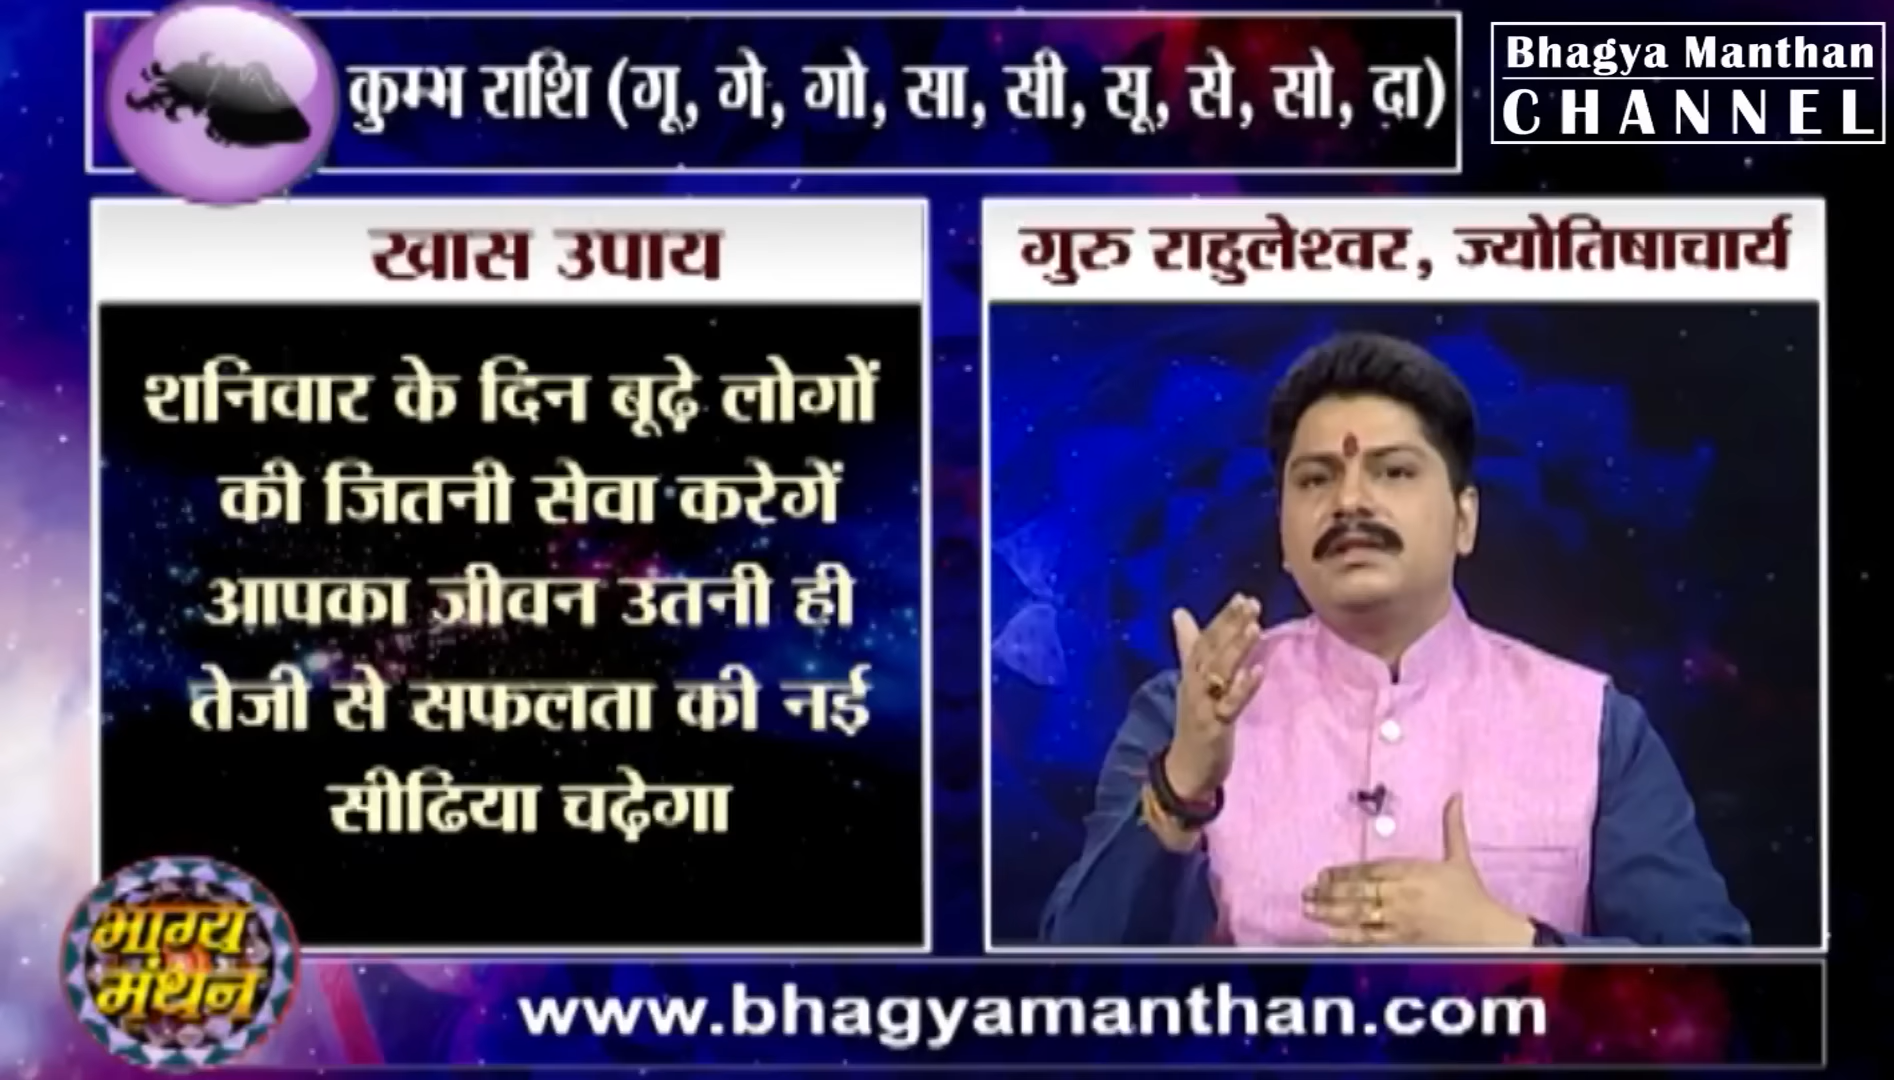 कुम्भ राशि (गू, गे, गो, सा, सी, सू, से, सो, दा)
Bhagya Manthan
CHANNEL
खास उपाय
शनिवार के दिन बूढ़े लोगों
की जितनी सेवा करेगें
आपका जीवन उतनी ही
तेजी से सफलता की नई
सीढिया चढ़ेगा
गुरु राहुलेश्वर, ज्योतिषाचार्य
भाग्य
मंथन
www.bhagyamanthan.com